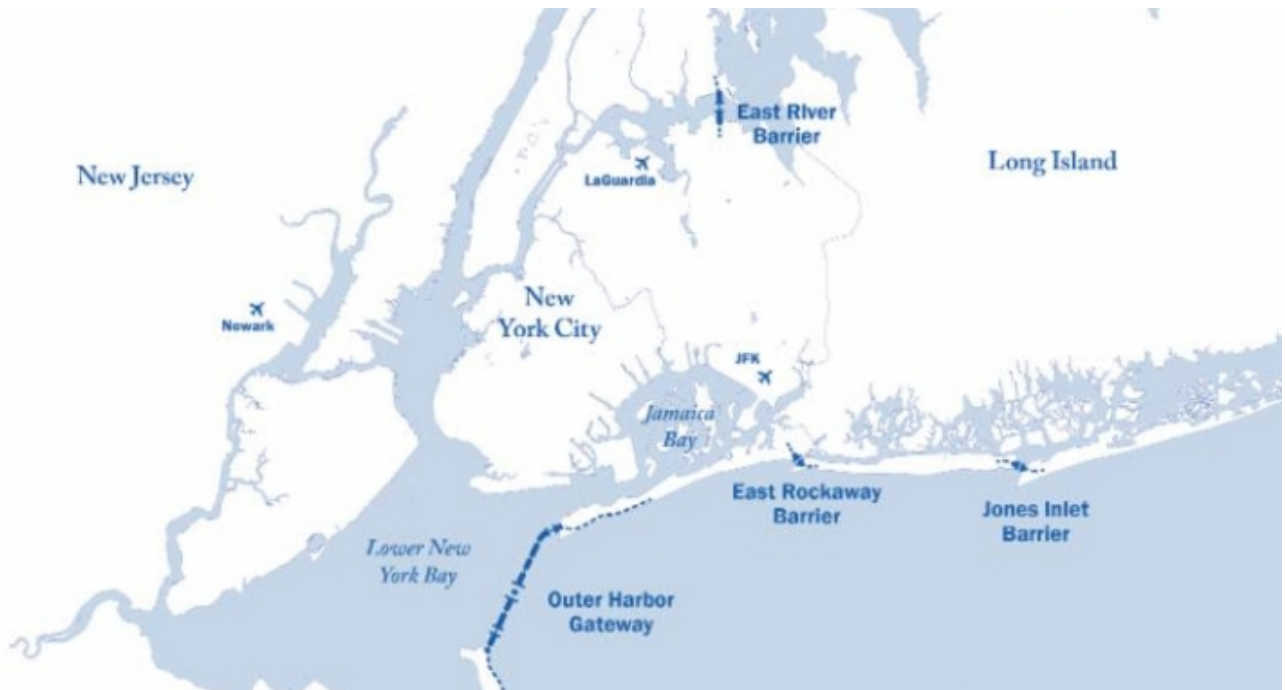 East River
Barrier
New Jersey
LaGuardia
Long Island
Newark
New
York City
JFK
Jamaica
Bay
East Rockaway
Barrier
Jones Inlet
Barrier
Lower New
York Bay
Outer Harbor
Gateway